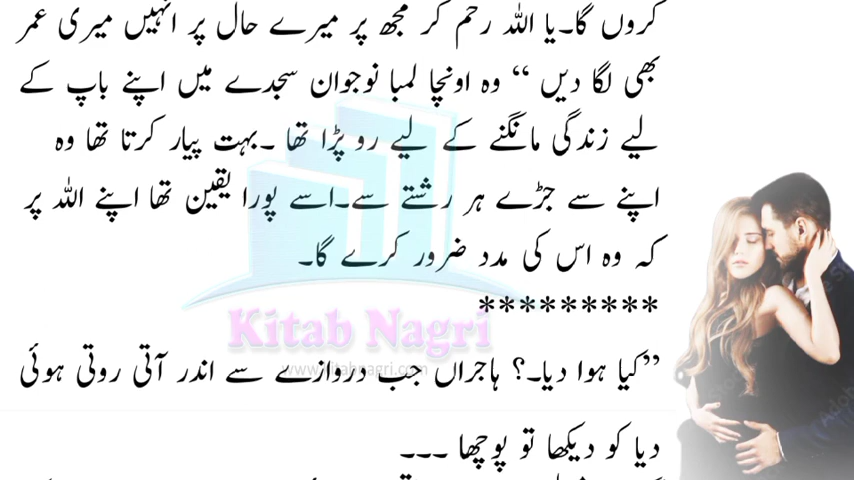 کروں گا۔یا اللہ رحم کر مجھ پر میرے حال پر انہیں میری عمر
بھی لگا دیں “ وہ اونچا لمبا نوجوان سجدے میں اپنے باپ کے
لیے زندگی مانگنے کے لیے رو پڑا تھا ۔بہت پیار کرتا تھا وہ
اپنے سے جڑے ہر رشتے سے۔اسے پورا یقین تھا اپنے اللہ پر
کہ وہ اس کی مدد ضرور کرے گا۔
*********
Kitab Nagri
www.kitabnagri.com
”کیا ہوا دیا۔؟ ہاجراں جب دروازے سے اندر آتی روتی ہوئی
دیا کو دیکھا تو پوچھا ۔۔۔